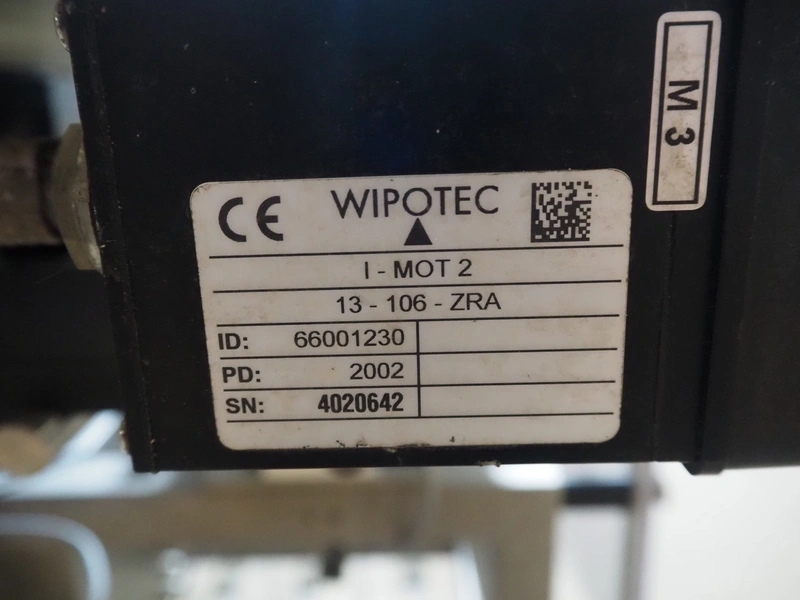 M 3
CE WIPOTEC
I - MOT 2
13 - 106 - ZRA
ID: 66001230
PD: 2002
SN: 4020642